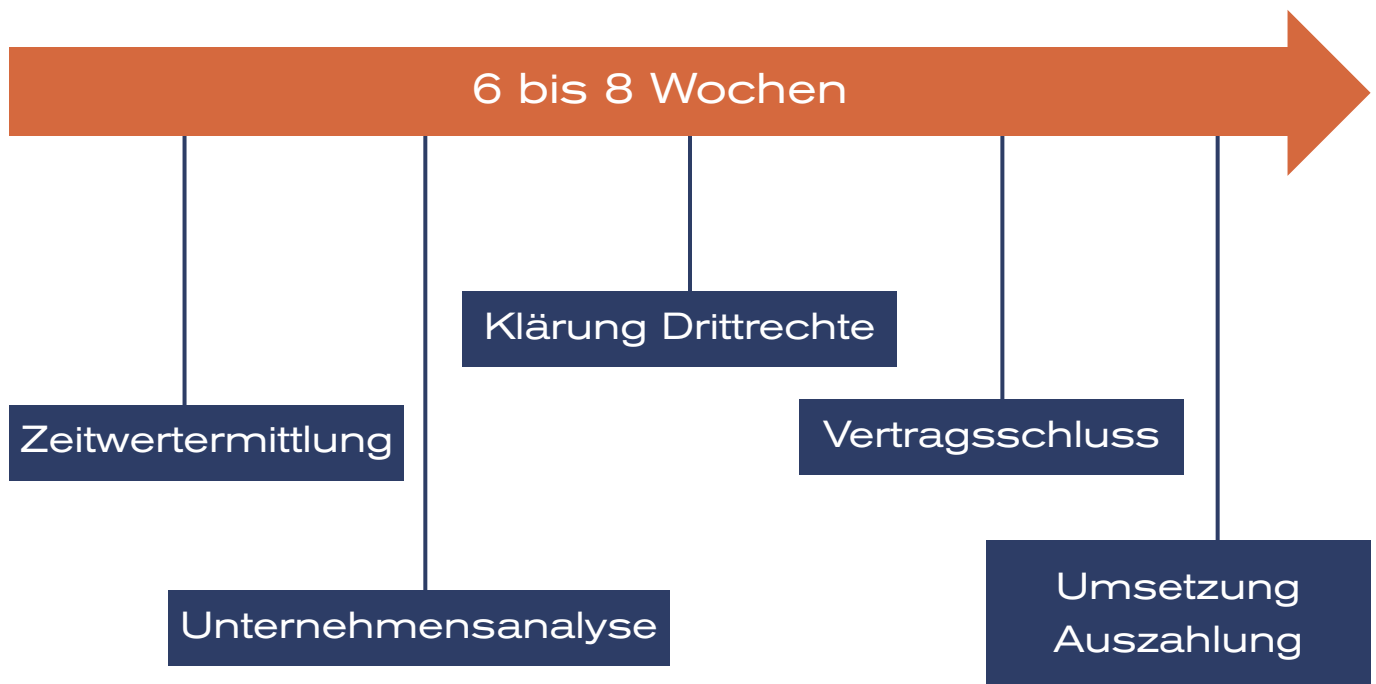 6 bis 8 Wochen
Zeitwertermittlung
Unternehmensanalyse
Klärung Drittrechte
Vertragsschluss
Umsetzung
Auszahlung